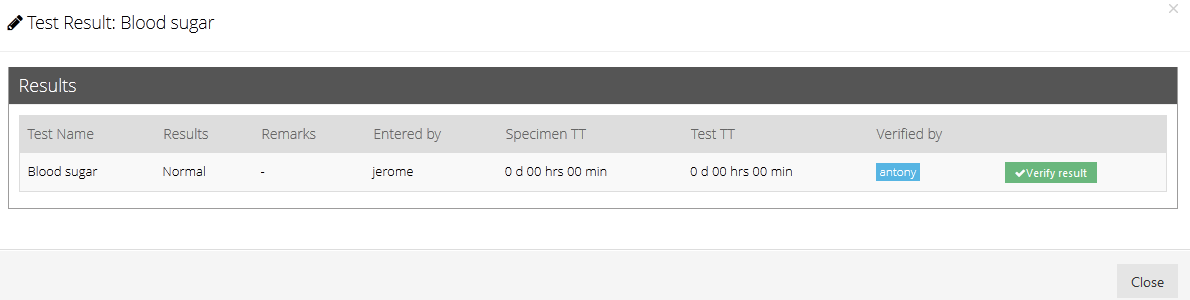 Test Result: Blood sugar
Results
Test Name Results Remarks Entered by Specimen TT Test TT Verified by
Blood sugar Normal - jerome 0 d 00 hrs 00 min 0 d 00 hrs 00 min antony Verify result
Close